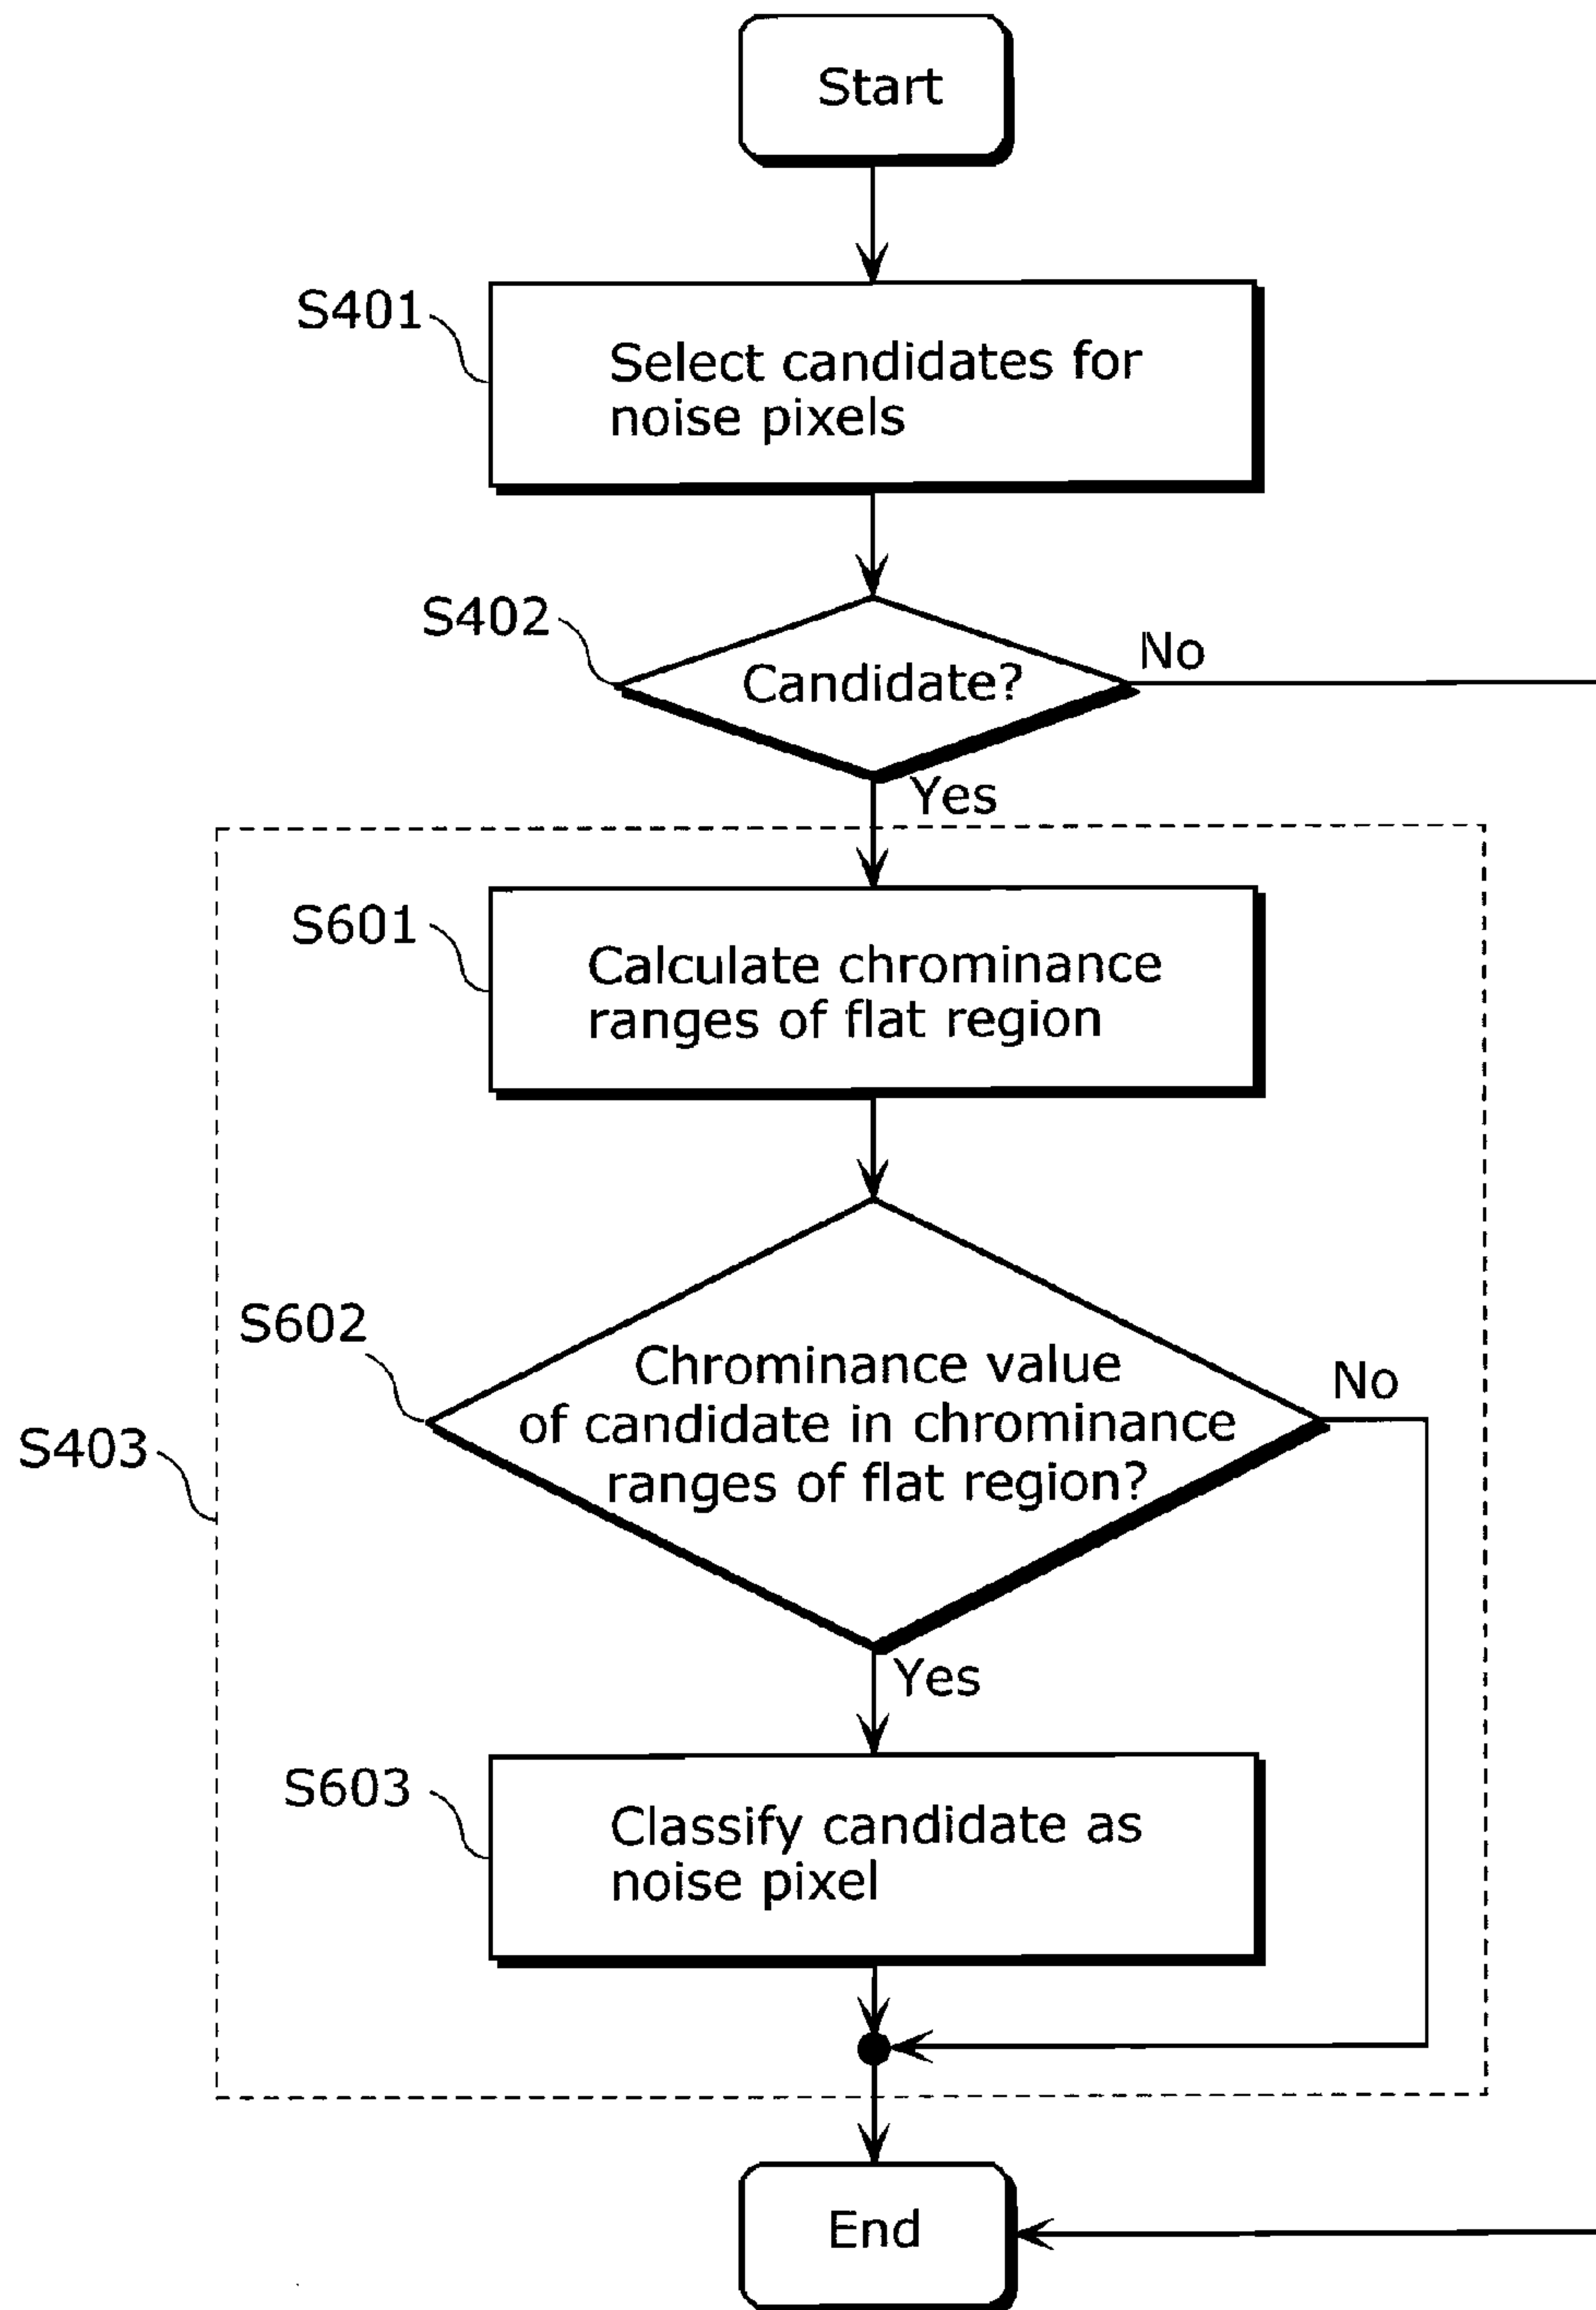 Start
S401
Select candidates for
noise pixels
S402
Candidate?
No
Yes
S601
Calculate chrominance
ranges of flat region
S602
Chrominance value
of candidate in chrominance
ranges of flat region?
No
S403
Yes
S603
Classify candidate as
noise pixel
End